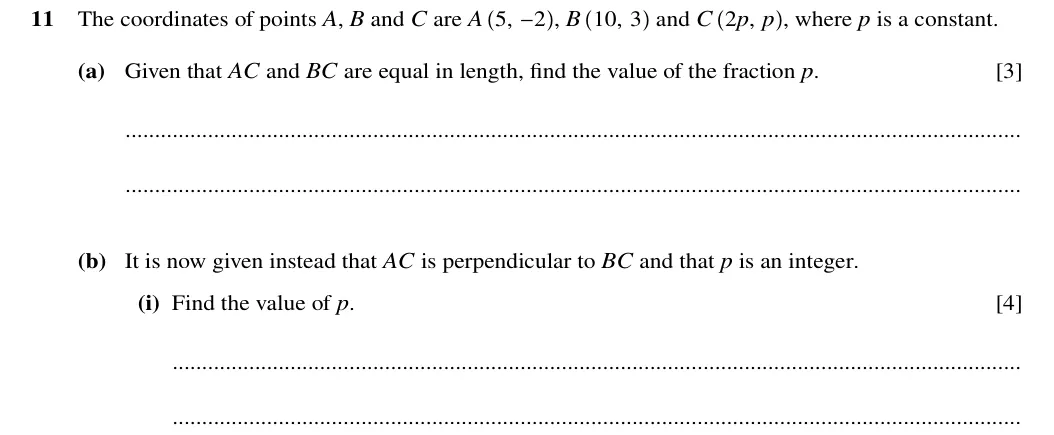 11 The coordinates of points A, B and C are A (5, −2), B (10, 3) and C (2p, p), where p is a constant.
(a) Given that AC and BC are equal in length, find the value of the fraction p. [3]
(b) It is now given instead that AC is perpendicular to BC and that p is an integer.
(i) Find the value of p. [4]